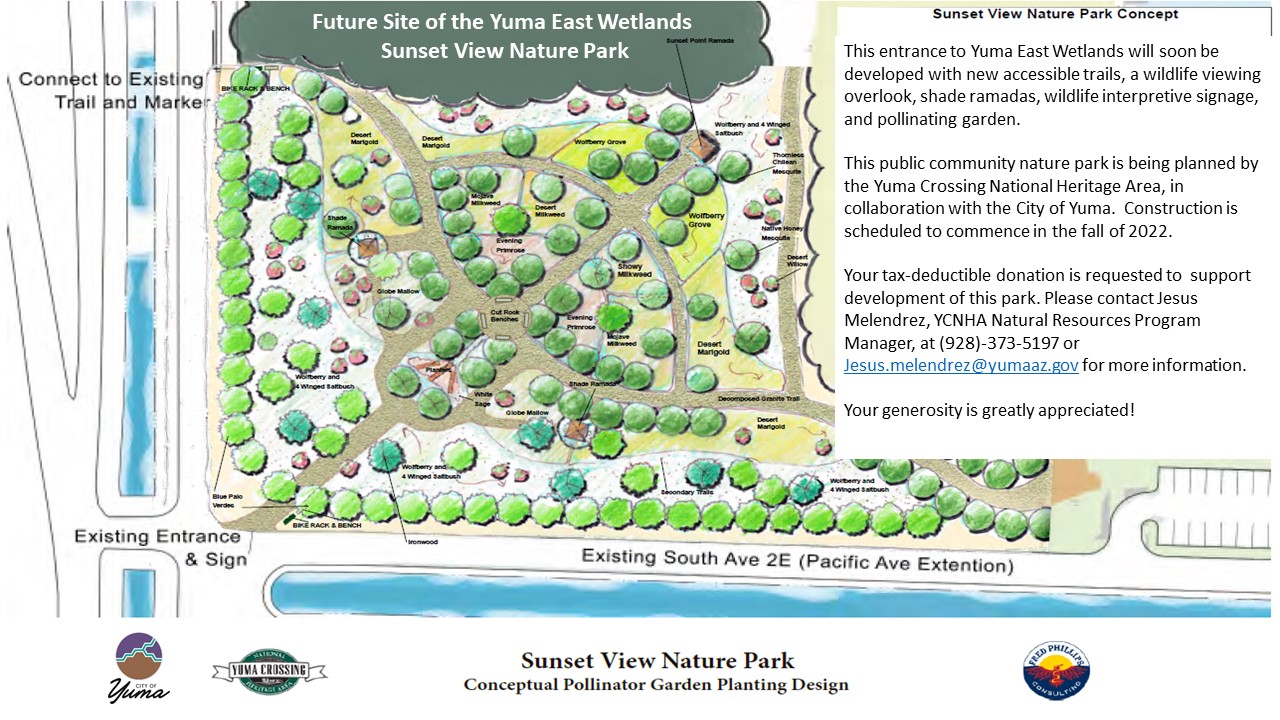 Future Site of the Yuma East Wetlands
Sunset View Nature Park
Sunset Point Ramada
Sunset View Nature Park Concept
This entrance to Yuma East Wetlands will soon be
developed with new accessible trails, a wildlife viewing
overlook, shade ramadas, wildlife interpretive signage,
and pollinating garden.
This public community nature park is being planned by
the Yuma Crossing National Heritage Area, in
collaboration with the City of Yuma. Construction is
scheduled to commence in the fall of 2022.
Your tax-deductible donation is requested to support
development of this park. Please contact Jesus
Melendrez, YCNHA Natural Resources Program
Manager, at (928)-373-5197 or
Jesus.melendrez@yumaaz.gov for more information.
Your generosity is greatly appreciated!
Connect to Existing
Trail and Marker
BIKE RACK & BENCH
Desert
Marigold
Desert
Marigold
Wolfberry Grove
Wolfberry and 4 Winged
Saltbush
Thornless
Chilean
Mesquite
Mojave
Milkweed
Desert
Milkweed
Shade
Ramada
Wolfberry
Grove
Native Honey
Mesquite
Evening
Primrose
Desert
Willow
Showy
Milkweed
Globe Mallow
Cut Rock
Benches
Evening
Primrose
Mojave
Milkweed
Desert
Marigold
Planters
Wolfberry and
4 Winged Saltbush
Shade Ramada
White
Sage
Globe Mallow
Decomposed Granite Trail
Desert
Marigold
Wolfberry and
4 Winged Saltbush
Secondary Trails
Wolfberry and
4 Winged Saltbush
Blue Palo
Verdes
BIKE RACK & BENCH
Ironwood
Existing Entrance
& Sign
Existing South Ave 2E (Pacific Ave Extention)
CITY OF
Yuma
NATIONAL
YUMA CROSSING
HERITAGE AREA
Sunset View Nature Park
Conceptual Pollinator Garden Planting Design
FRED PHILLIPS
CONSULTING